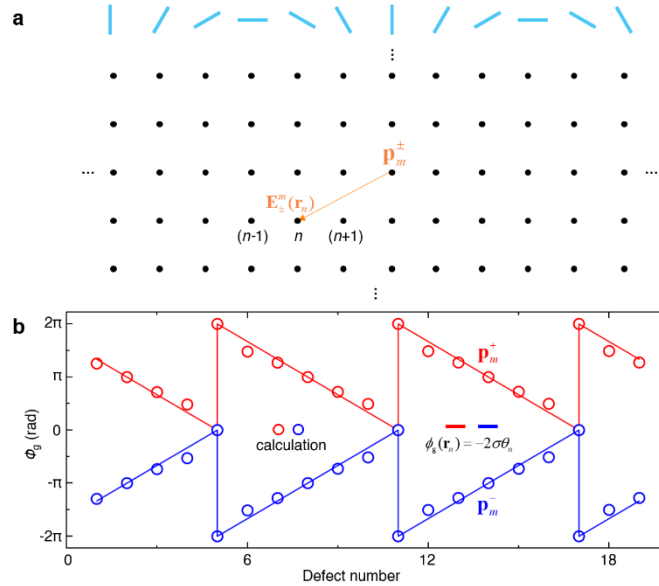 a
...
... p_m^± ...
E_±^m(r_n)
(n-1) n (n+1)
...
b
2π
π
0
-π
-2π
Φ_g (rad)
p_m^+
calculation
ϕ_g(r_n) = −2σθ_n
p_m^-
0 6 12 18
Defect number